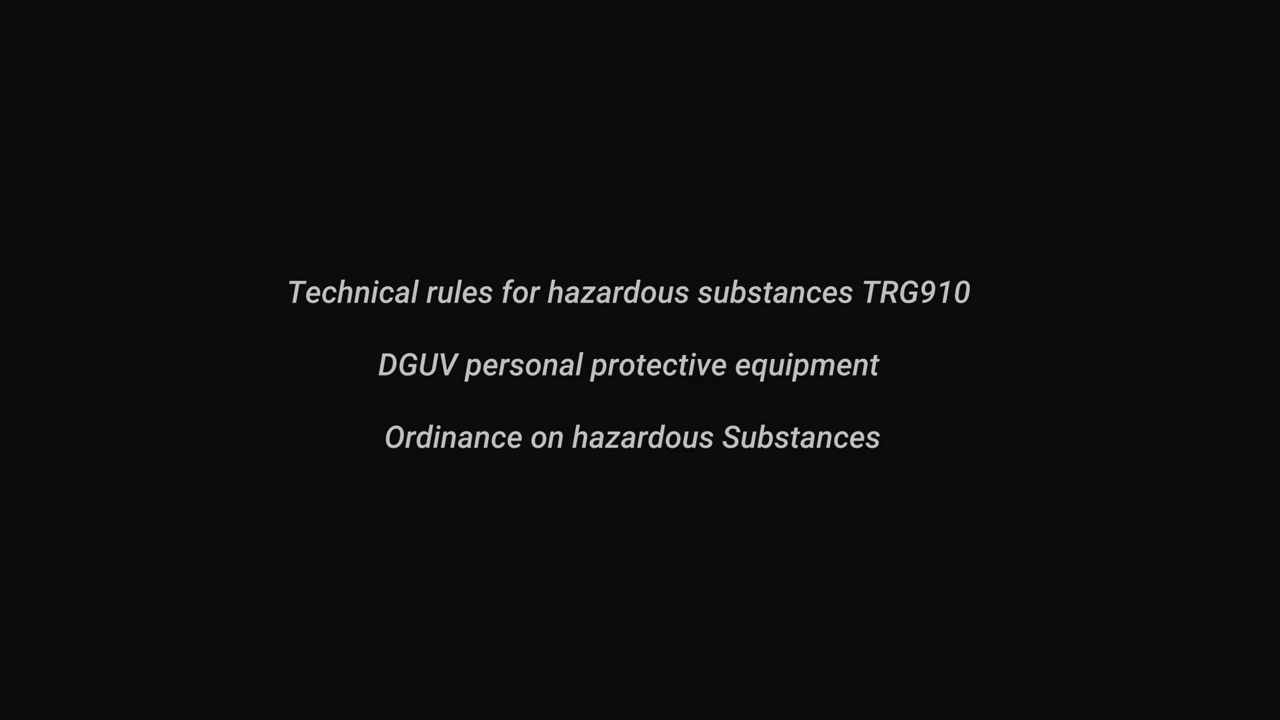 Technical rules for hazardous substances TRG910
DGUV personal protective equipment
Ordinance on hazardous Substances